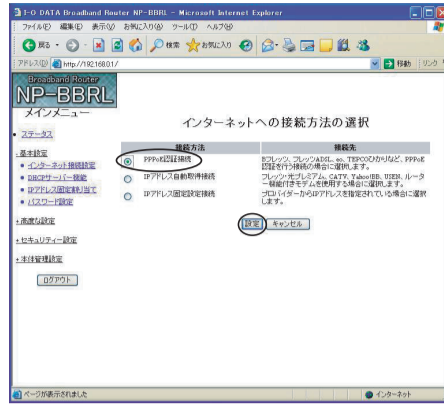 I-O DATA Broadband Router NP-BBRL - Microsoft Internet Explorer
ファイル(F) 編集(E) 表示(V) お気に入り(A) ツール(T) ヘルプ(H)
戻る 検索 お気に入り
アドレス(D) http://192.168.0.1/ 移動 リンク
Broadband Router
NP-BBRL
メインメニュー
ステータス
基本設定
インターネット接続設定
DHCPサーバー機能
IPアドレス固定割り当て
パスワード設定
高度な設定
セキュリティー設定
本体管理設定
ログアウト
インターネットへの接続方法の選択
接続方法 接続先
PPPoE認証接続 Bフレッツ、フレッツADSL、eo、TEPCOひかりなど、PPPoE
認証を行う接続の場合に選択します。
IPアドレス自動取得接続 フレッツ・光プレミアム、CATV、Yahoo!BB、USEN、ルータ
ー機能付きモデムを使用する場合に選択します。
IPアドレス固定設定接続 プロバイダーからIPアドレスを指定されている場合に選択
します。
設定 キャンセル
ページが表示されました インターネット